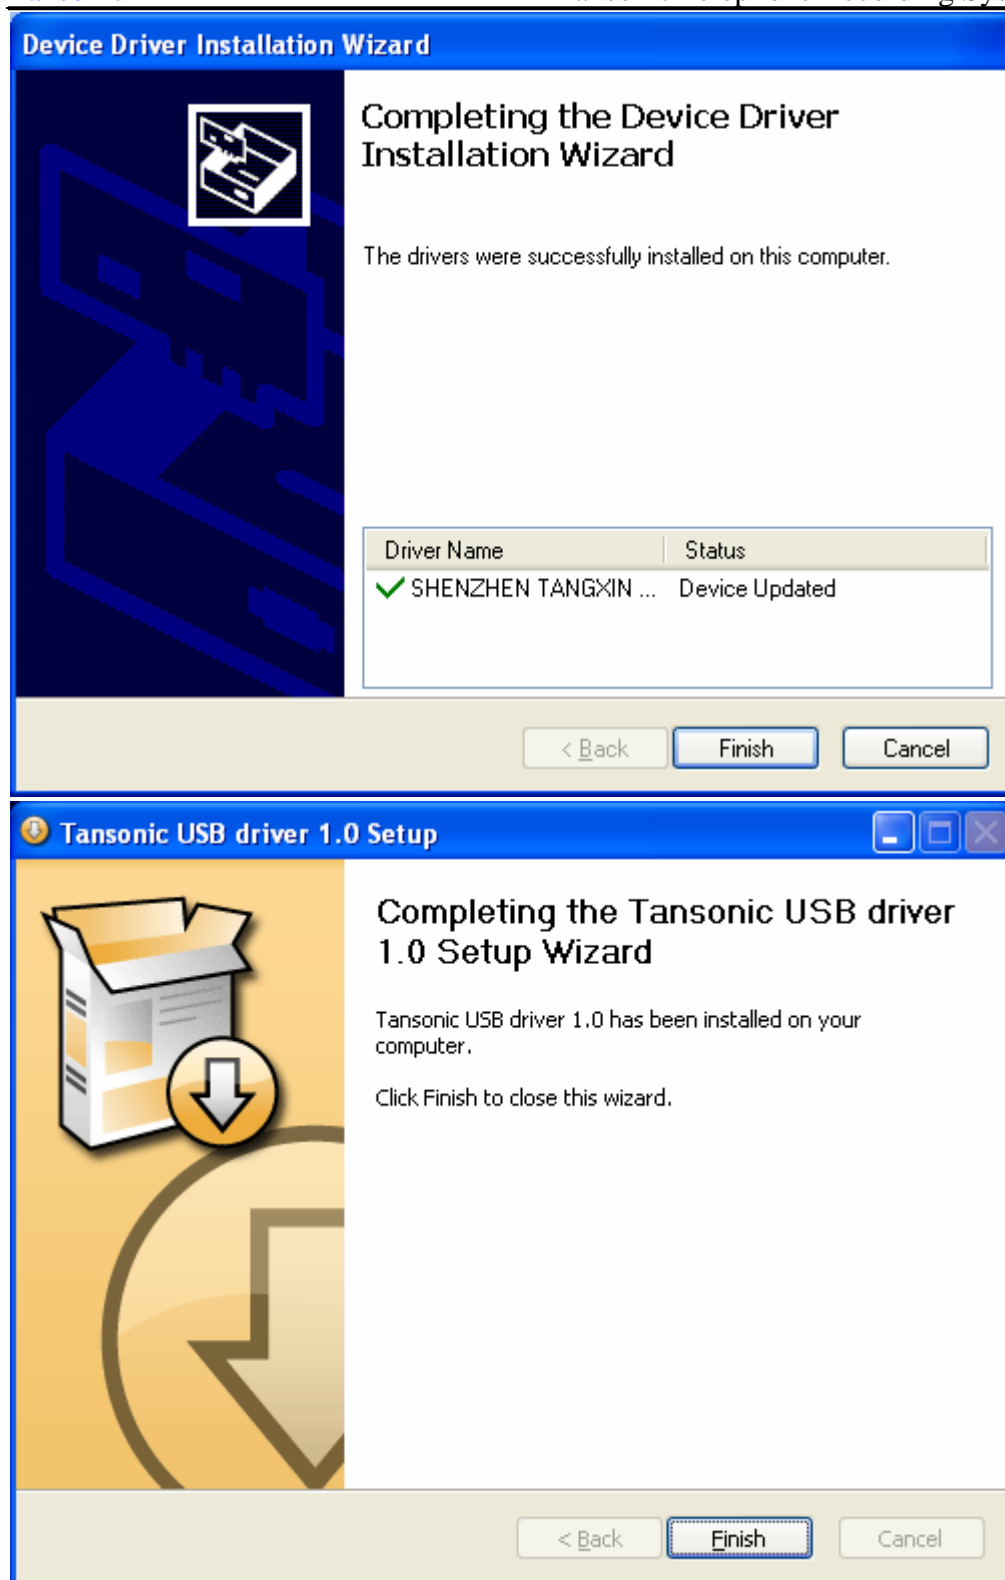 Device Driver Installation Wizard
Completing the Device Driver
Installation Wizard
The drivers were successfully installed on this computer.
Driver Name Status
SHENZHEN TANGXIN ... Device Updated
< Back Finish Cancel
Tansonic USB driver 1.0 Setup
Completing the Tansonic USB driver
1.0 Setup Wizard
Tansonic USB driver 1.0 has been installed on your
computer.
Click Finish to close this wizard.
< Back Finish Cancel